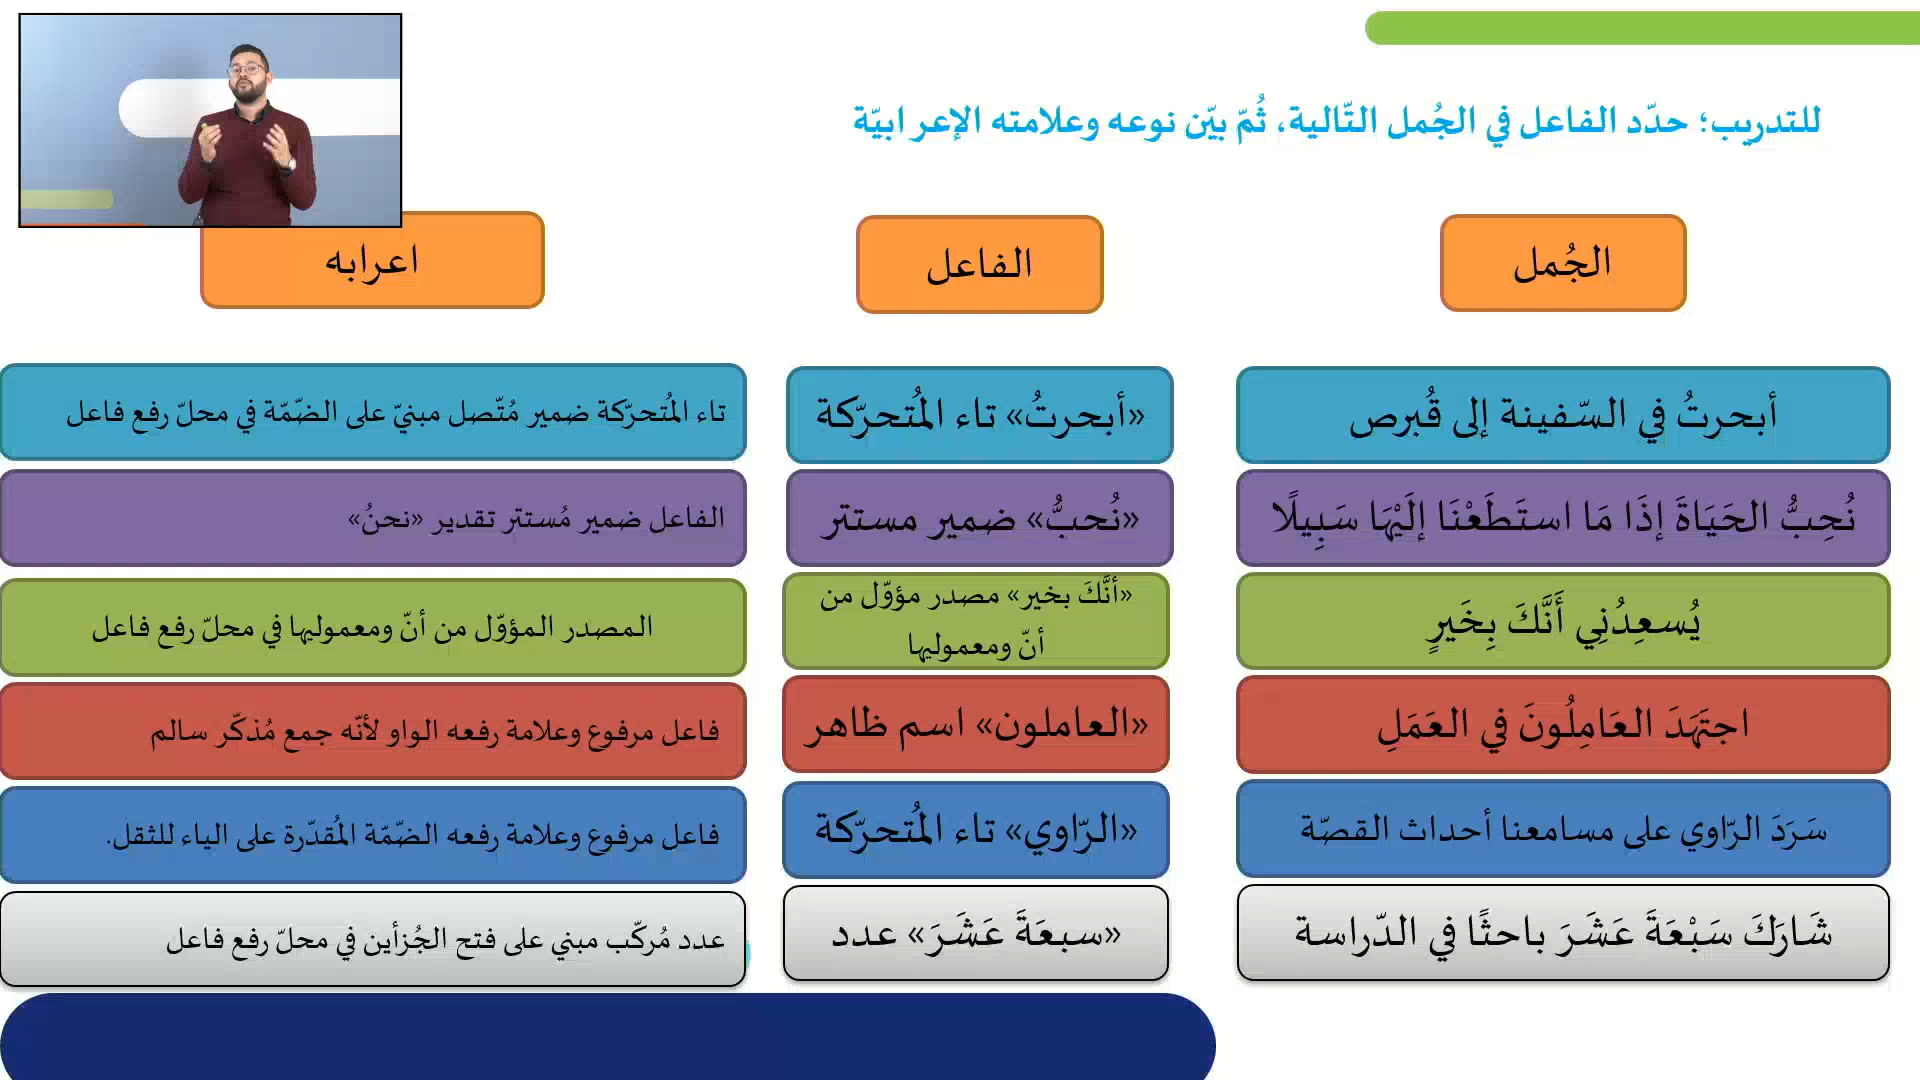 للتدريب؛ حدّد الفاعل في الجُمل التّالية، ثُمّ بيّن نوعه وعلامته الإعرابيّة
الجُمل
الفاعل
اعرابه
أبحرتُ في السّفينة إلى قُبرص
«أبحرتُ» تاء المُتحرّكة
تاء المُتحرّكة ضمير مُتّصل مبنيّ على الضّمّة في محلّ رفع فاعل
نُحِبُّ الحَيَاةَ إذَا مَا استَطَعْنَا إلَيْهَا سَبِيلًا
«نُحبُّ» ضمير مستتر
الفاعل ضمير مُستتر تقدير «نحنُ»
يُسعِدُنِي أَنَّكَ بِخَيرٍ
«أنَّكَ بخير» مصدر مؤوّل من
أنّ ومعموليها
المصدر المؤوّل من أنّ ومعموليها في محلّ رفع فاعل
اجتَهَدَ العَامِلُونَ في العَمَلِ
«العاملون» اسم ظاهر
فاعل مرفوع وعلامة رفعه الواو لأنّه جمع مُذكّر سالم
سَرَدَ الرّاوي على مسامعنا أحداث القصّة
«الرّاوي» تاء المُتحرّكة
فاعل مرفوع وعلامة رفعه الضّمّة المُقدّرة على الياء للثقل.
شَارَكَ سَبْعَةَ عَشَرَ باحثًا في الدّراسة
«سبعَةَ عَشَرَ» عدد
عدد مُركّب مبني على فتح الجُزأين في محلّ رفع فاعل